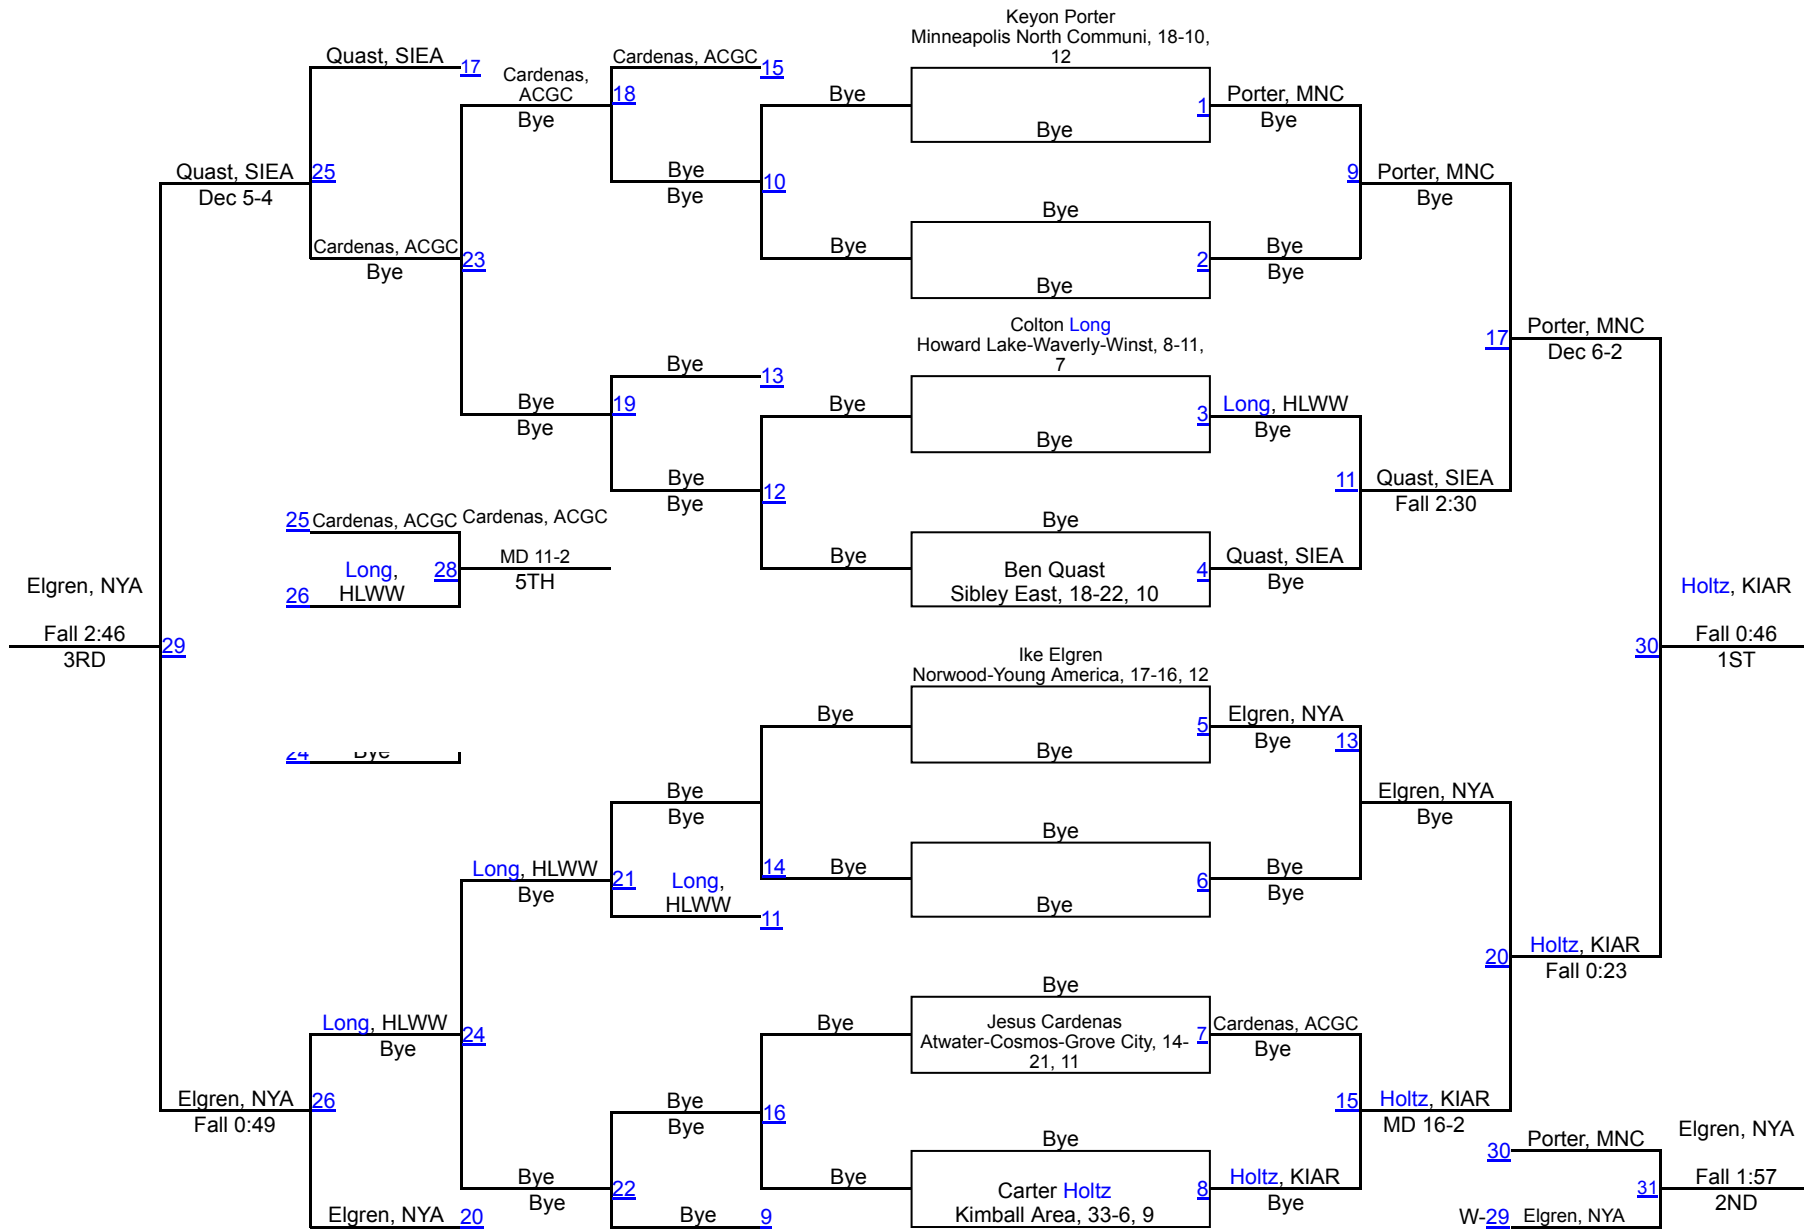 Keyon Porter
Minneapolis North Communi, 18-10,
12
Quast, SIEA
17
Cardenas, ACGC
15
Cardenas,
ACGC
18
Bye
Bye
1
Porter, MNC
Bye
Bye
Quast, SIEA
25
Dec 5-4
Bye
Bye
10
9
Porter, MNC
Bye
Bye
Cardenas, ACGC
23
Bye
Bye
2
Bye
Bye
Bye
Colton Long
Howard Lake-Waverly-Winst, 8-11,
7
17
Porter, MNC
Dec 6-2
Bye
13
Bye
19
Bye
Bye
3
Long, HLWW
Bye
Bye
Bye
12
Bye
11
Quast, SIEA
Fall 2:30
25
Cardenas, ACGC
Cardenas, ACGC
Bye
MD 11-2
Long,
HLWW
28
5TH
26
Bye
Ben Quast
Sibley East, 18-22, 10
4
Quast, SIEA
Bye
Elgren, NYA
Holtz, KIAR
Fall 2:46
29
3RD
30
Fall 0:46
1ST
Ike Elgren
Norwood-Young America, 17-16, 12
Bye
5
Elgren, NYA
Bye
Bye
13
24
Bye
Bye
Bye
Elgren, NYA
Bye
Bye
Long, HLWW
21
Bye
14
Bye
6
Bye
Bye
Long,
HLWW
11
Bye
20
Holtz, KIAR
Fall 0:23
Bye
Long, HLWW
24
Bye
Bye
Jesus Cardenas
Atwater-Cosmos-Grove City, 14-
21, 11
7
Cardenas, ACGC
Bye
Elgren, NYA
26
Fall 0:49
Bye
Bye
16
15
Holtz, KIAR
MD 16-2
Bye
30
Porter, MNC
Elgren, NYA
Bye
Bye
22
Bye
Carter Holtz
Kimball Area, 33-6, 9
8
Holtz, KIAR
Bye
31
Fall 1:57
2ND
Elgren, NYA
20
Bye
9
W-29
Elgren, NYA